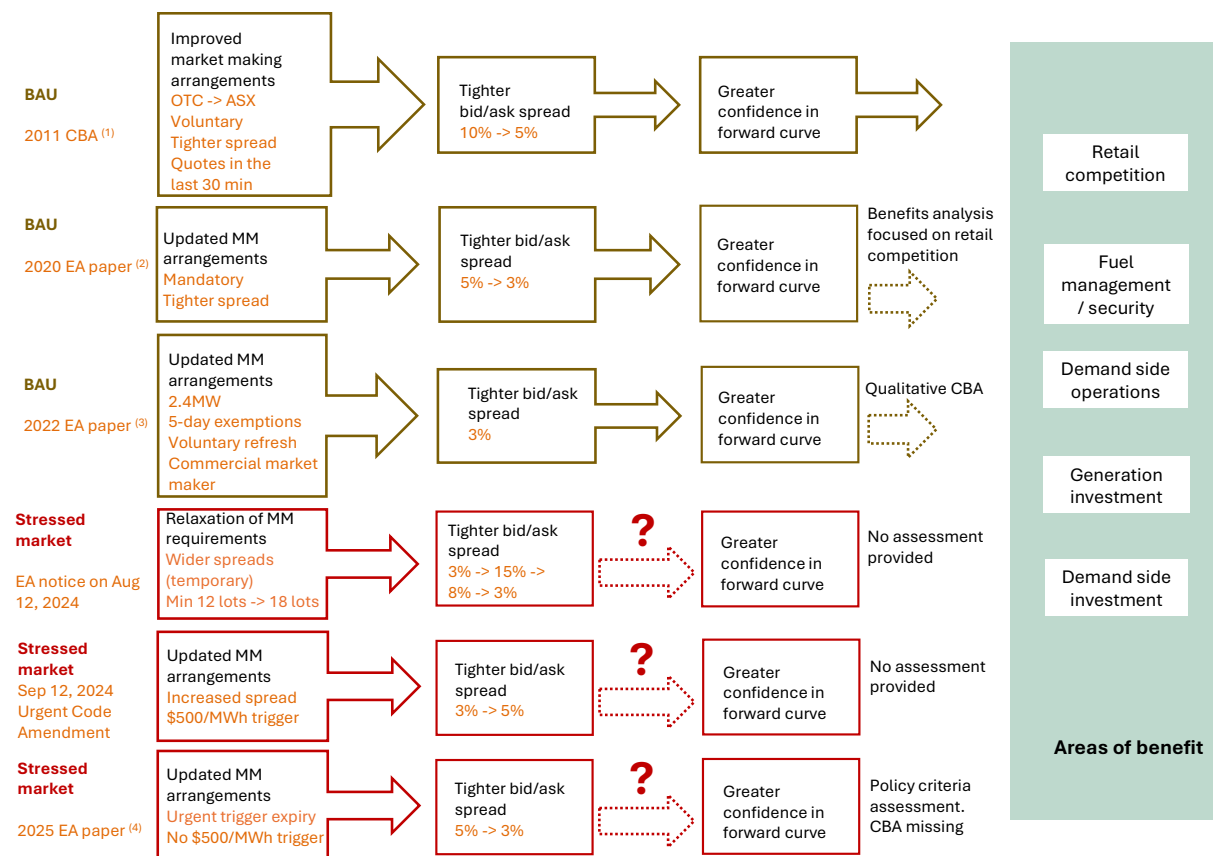 BAU
2011 CBA (1)
Improved
market making
arrangements
OTC -> ASX
Voluntary
Tighter spread
Quotes in the
last 30 min
Tighter
bid/ask spread
10% -> 5%
Greater
confidence in
forward curve
BAU
2020 EA paper (2)
Updated MM
arrangements
Mandatory
Tighter spread
Tighter bid/ask
spread
5% -> 3%
Greater
confidence in
forward curve
Benefits analysis
focused on retail
competition
BAU
2022 EA paper (3)
Updated MM
arrangements
2.4MW
5-day exemptions
Voluntary refresh
Commercial market
maker
Tighter bid/ask
spread
3%
Greater
confidence in
forward curve
Qualitative CBA
Stressed
market
EA notice on Aug
12, 2024
Relaxation of MM
requirements
Wider spreads
(temporary)
Min 12 lots -> 18 lots
Tighter bid/ask
spread
3% -> 15% ->
8% -> 3%
?
Greater
confidence in
forward curve
No assessment
provided
Stressed
market
Sep 12, 2024
Urgent Code
Amendment
Updated MM
arrangements
Increased spread
$500/MWh trigger
Tighter bid/ask
spread
3% -> 5%
?
Greater
confidence in
forward curve
No assessment
provided
Stressed
market
2025 EA paper (4)
Updated MM
arrangements
Urgent trigger expiry
No $500/MWh trigger
Tighter bid/ask
spread
5% -> 3%
?
Greater
confidence in
forward curve
Policy criteria
assessment.
CBA missing
Retail
competition
Fuel
management
/ security
Demand side
operations
Generation
investment
Demand side
investment
Areas of benefit